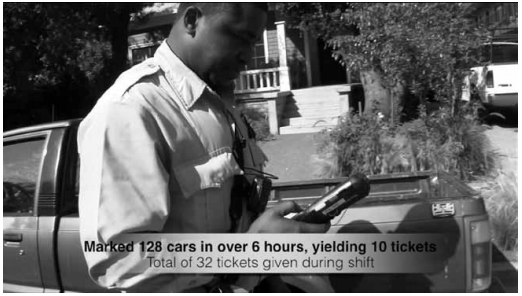 Marked 128 cars in over 6 hours, yielding 10 tickets
Total of 32 tickets given during shift